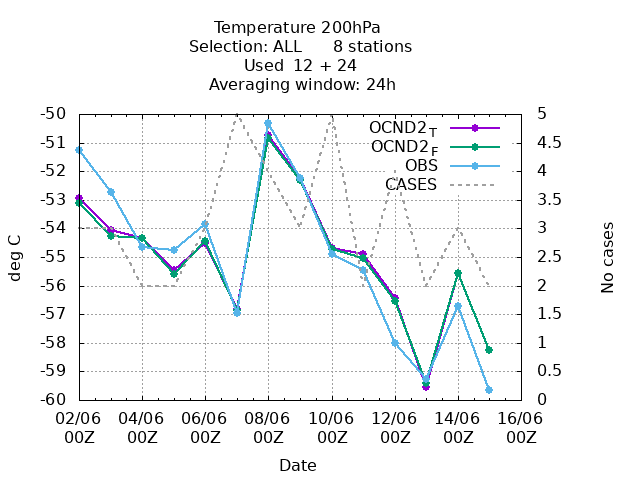 Temperature 200hPa
Selection: ALL 8 stations
Used 12 + 24
Averaging window: 24h
-50
-51
-52
-53
-54
-55
-56
-57
-58
-59
-60
5
4.5
4
3.5
3
2.5
2
1.5
1
0.5
0
OCND2T
OCND2F
OBS
CASES
deg C
No cases
02/06 04/06 06/06 08/06 10/06 12/06 14/06 16/06
00Z 00Z 00Z 00Z 00Z 00Z 00Z 00Z
Date